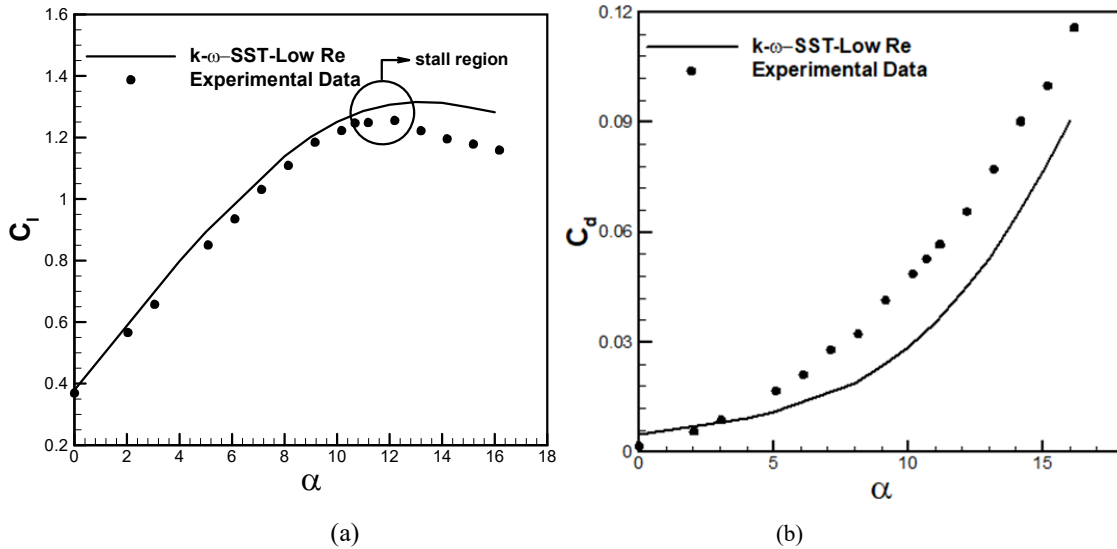 1.6
k-ω-SST-Low Re
Experimental Data
stall region
1.4
1.2
1
0.8
0.6
0.4
0.2
C_l
0 2 4 6 8 10 12 14 16 18
α
(a)
0.12
k-ω-SST-Low Re
Experimental Data
0.09
0.06
0.03
0
C_d
0 5 10 15
α
(b)